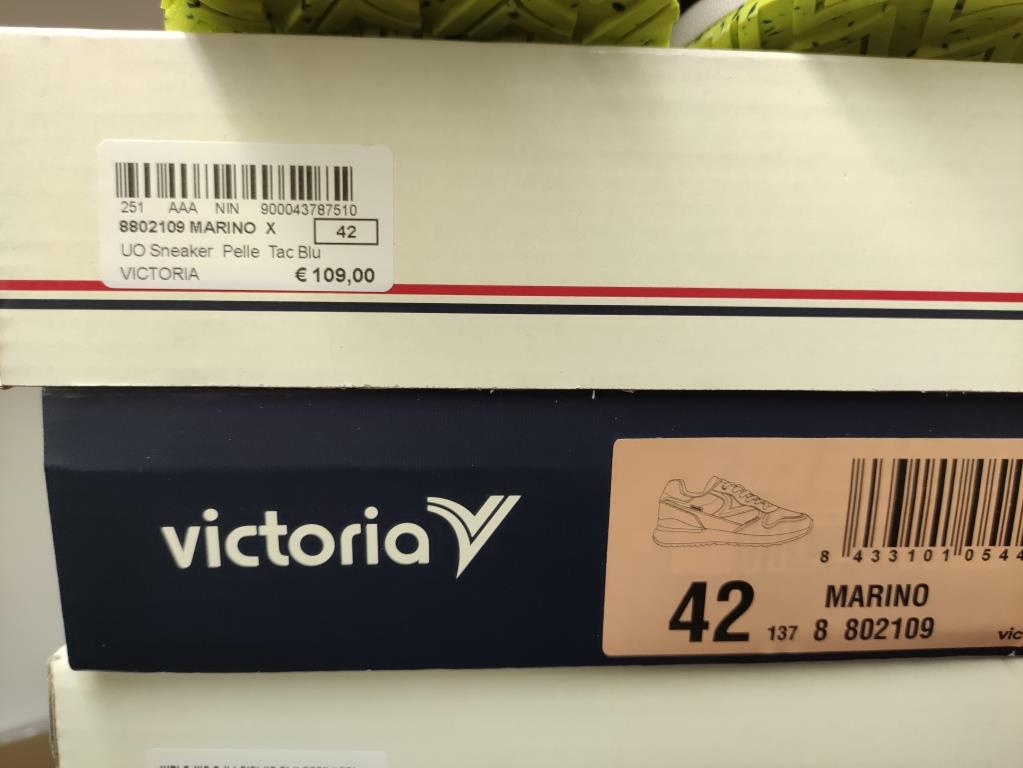 251 AAA NIN 900043787510
8802109 MARINO X 42
UO Sneaker Pelle Tac Blu
VICTORIA € 109,00
victoria
8 433101 0544
42 MARINO
137 8 802109
vic